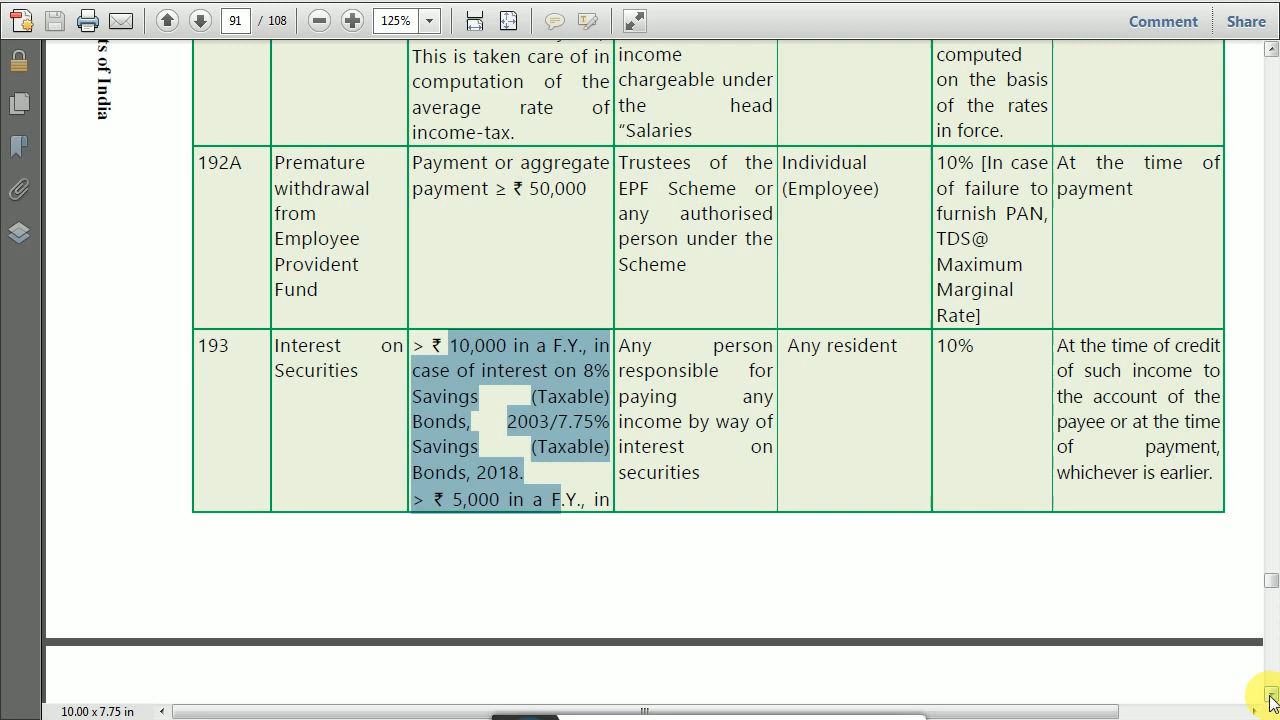 91 / 108 125% Comment Share
ts of India
This is taken care of in
computation of the
average rate of
income-tax.
income
chargeable under
the head
“Salaries
computed
on the basis
of the rates
in force.
192A
Premature
withdrawal
from
Employee
Provident
Fund
Payment or aggregate
payment ≥ ₹ 50,000
Trustees of the
EPF Scheme or
any authorised
person under the
Scheme
Individual
(Employee)
10% [In case
of failure to
furnish PAN,
TDS@
Maximum
Marginal
Rate]
At the time of
payment
193
Interest on
Securities
> ₹ 10,000 in a F.Y., in
case of interest on 8%
Savings (Taxable)
Bonds, 2003/7.75%
Savings (Taxable)
Bonds, 2018.
> ₹ 5,000 in a F.Y., in
Any person
responsible for
paying any
income by way of
interest on
securities
Any resident
10%
At the time of credit
of such income to
the account of the
payee or at the time
of payment,
whichever is earlier.
10.00 x 7.75 in